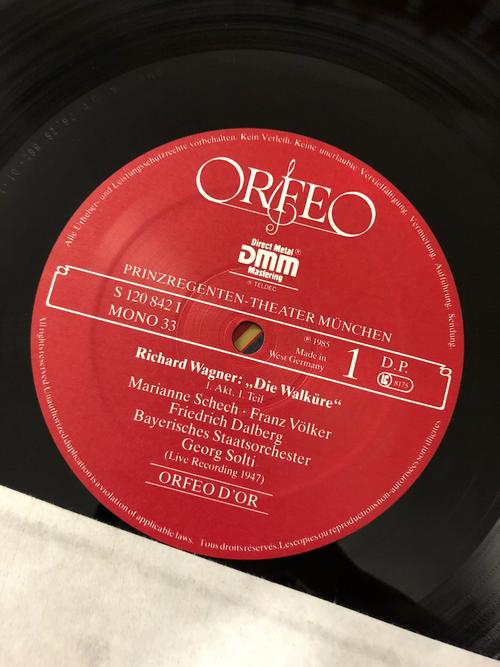 Alle Urheber- und Leistungsschutzrechte vorbehalten. Kein Verleih. Keine unerlaubte Vervielfältigung, Vermietung, Aufführung, Sendung.
ORFEO
Direct Metal ®
DMM
Mastering
® TELDEC
PRINZREGENTEN-THEATER MÜNCHEN
S 120 842 I
MONO 33
℗ 1985
Made in
West Germany
1
D.P.
LC 8175
Richard Wagner: „Die Walküre“
1. Akt, 1. Teil
Marianne Schech · Franz Völker
Friedrich Dalberg
Bayerisches Staatsorchester
Georg Solti
(Live Recording 1947)
ORFEO D'OR
All rights reserved Unauthorized duplication is a violation of applicable laws. Tous droits réservés. Les copies ou reproductions non-autorisées sont illicites